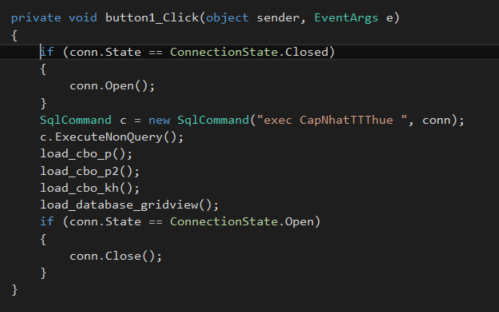 private void button1_Click(object sender, EventArgs e)
{
if (conn.State == ConnectionState.Closed)
{
conn.Open();
}
SqlCommand c = new SqlCommand("exec CapNhatTTThue ", conn);
c.ExecuteNonQuery();
load_cbo_p();
load_cbo_p2();
load_cbo_kh();
load_database_gridview();
if (conn.State == ConnectionState.Open)
{
conn.Close();
}
}